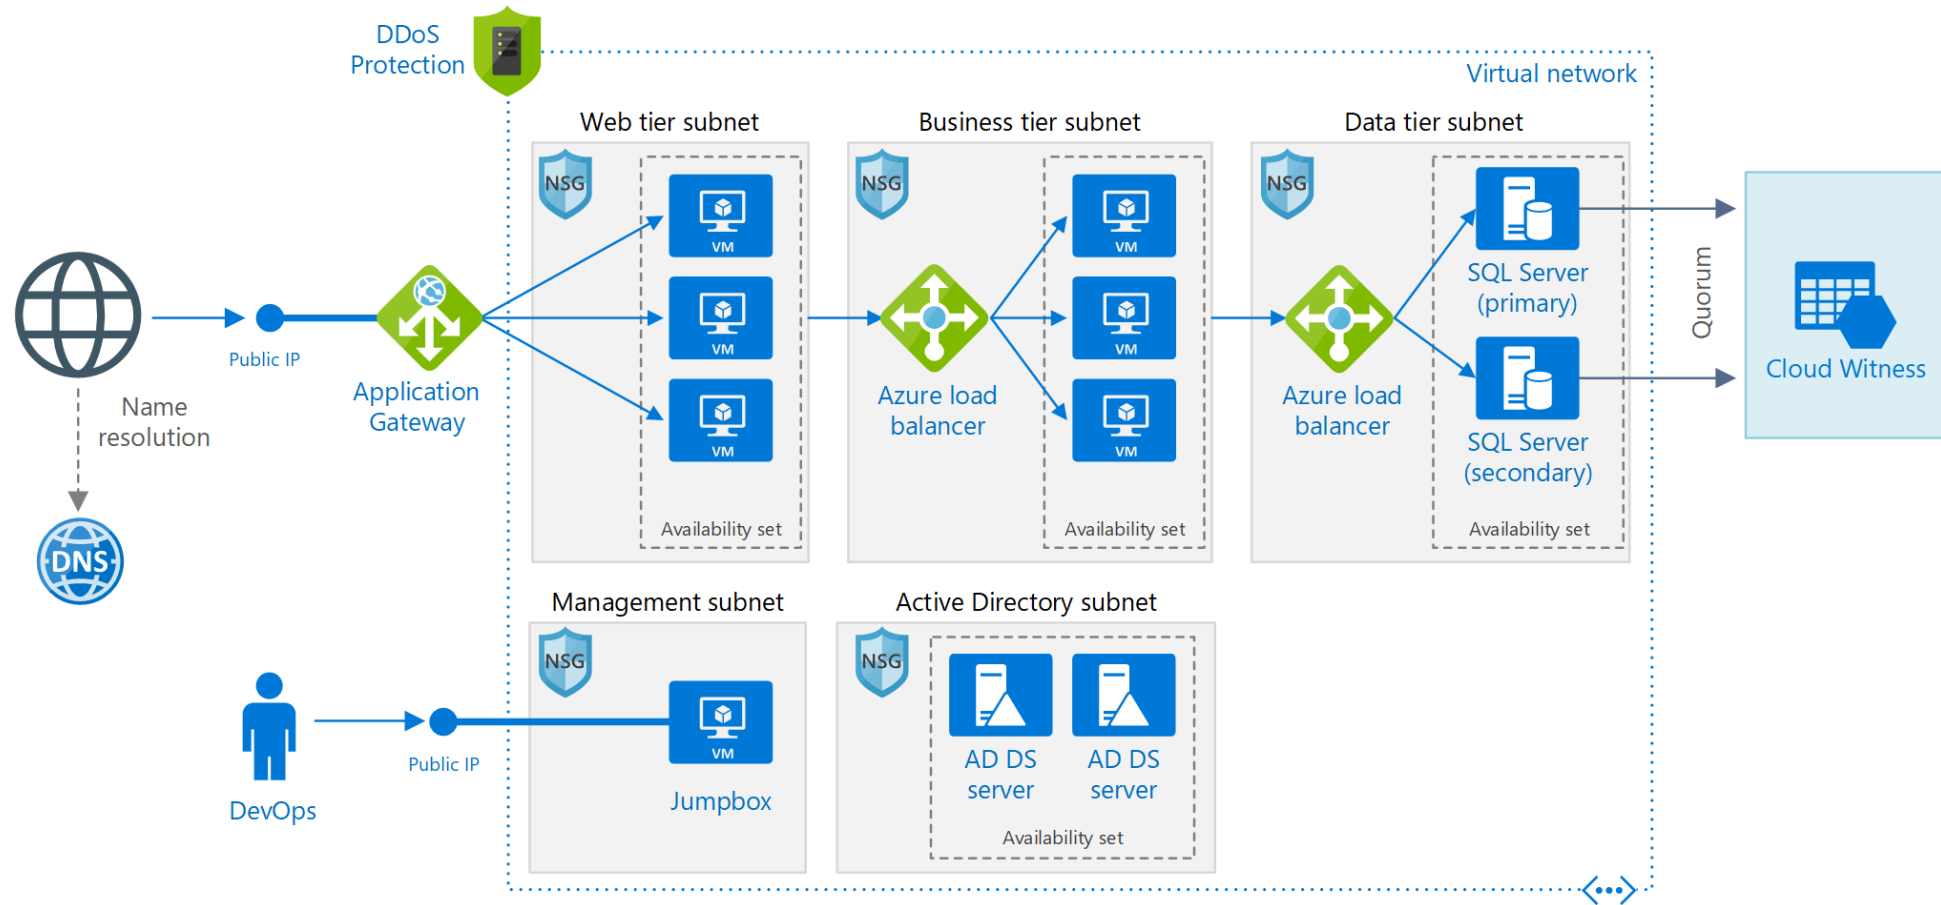 DDoS
Protection
Virtual network
Web tier subnet
Business tier subnet
Data tier subnet
NSG
VM
VM
VM
Availability set
NSG
VM
VM
VM
Availability set
NSG
SQL Server
(primary)
SQL Server
(secondary)
Availability set
Quorum
Cloud Witness
Public IP
Application
Gateway
Azure load
balancer
Azure load
balancer
Name
resolution
DNS
Management subnet
Active Directory subnet
NSG
VM
Jumpbox
NSG
AD DS
server
AD DS
server
Availability set
Public IP
DevOps